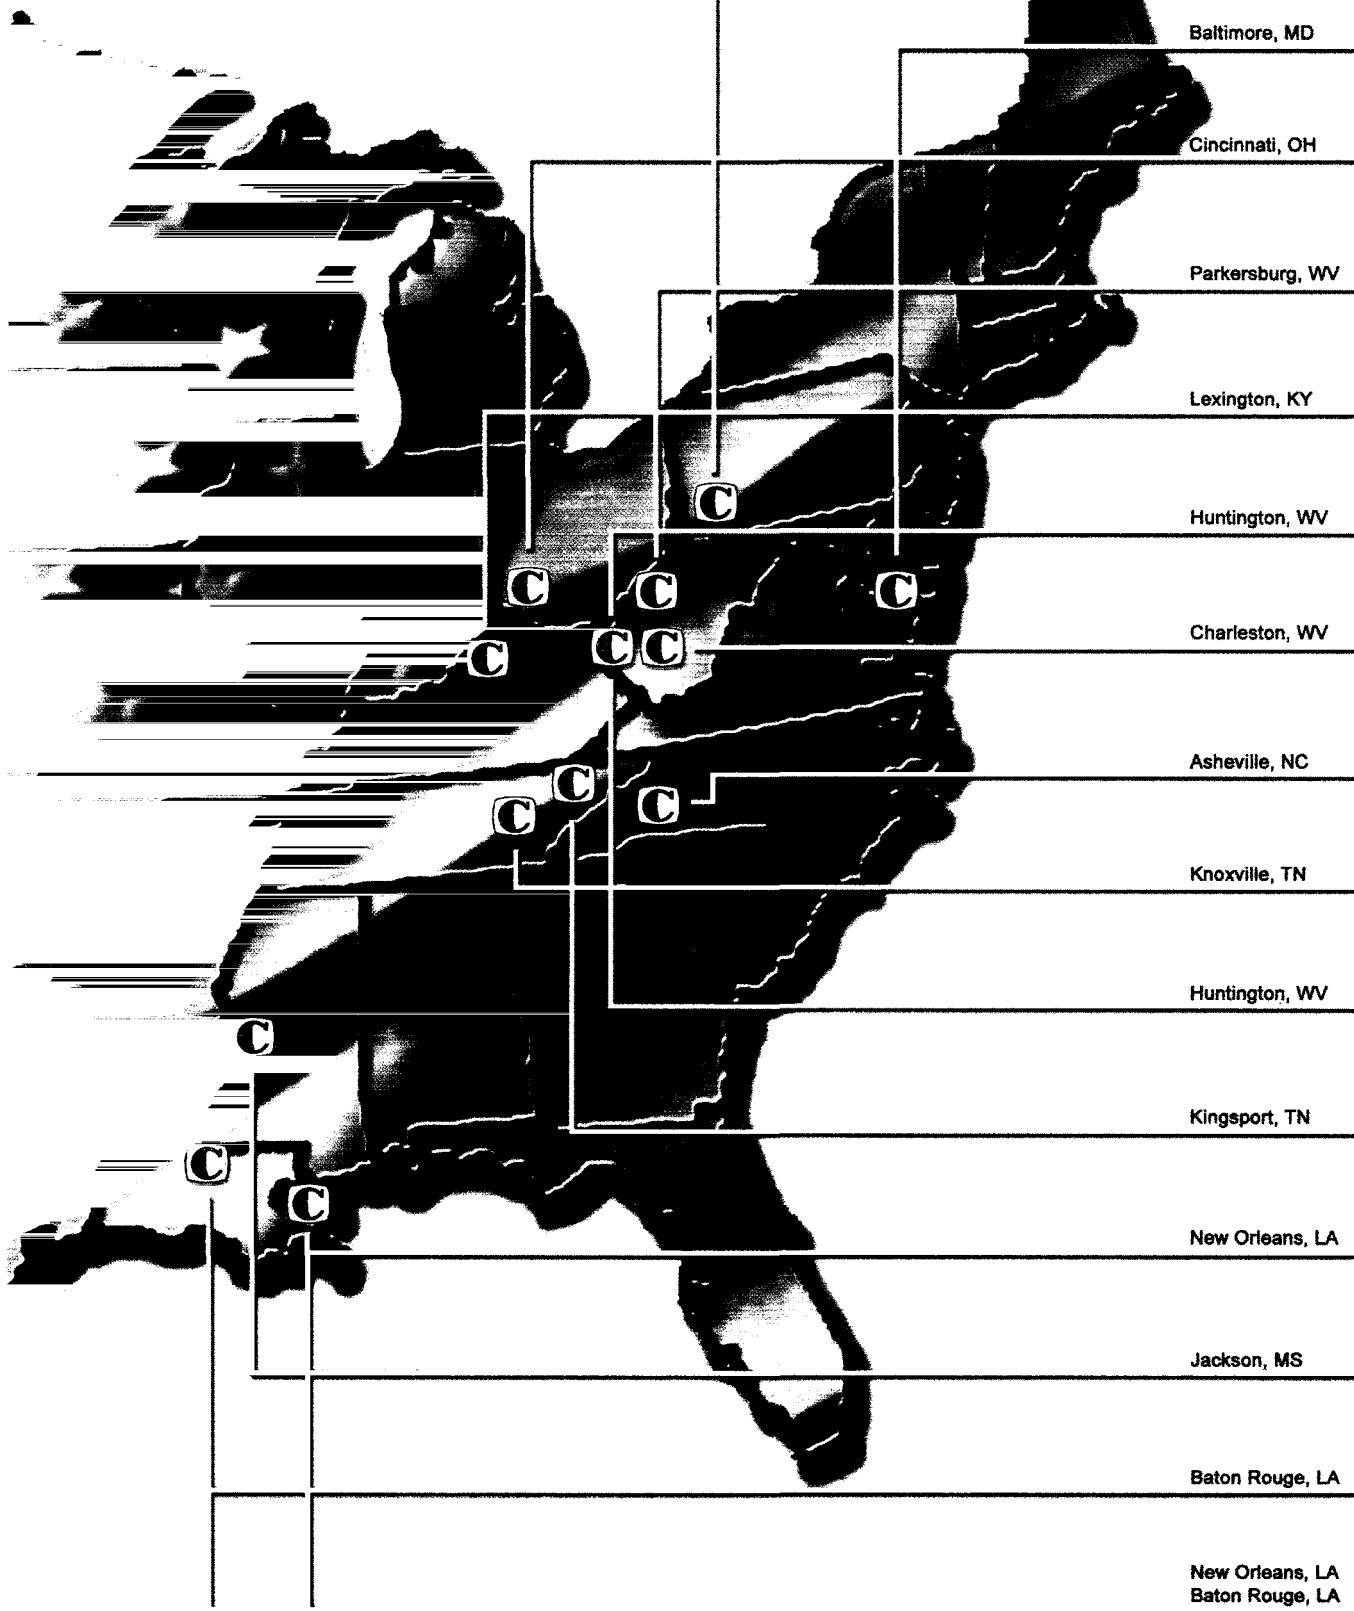 Baltimore, MD
Cincinnati, OH
Parkersburg, WV
Lexington, KY
C
Huntington, WV
C
C
C
C
C
C
Charleston, WV
C
Asheville, NC
C
C
Knoxville, TN
Huntington, WV
C
Kingsport, TN
C
C
New Orleans, LA
Jackson, MS
Baton Rouge, LA
New Orleans, LA
Baton Rouge, LA